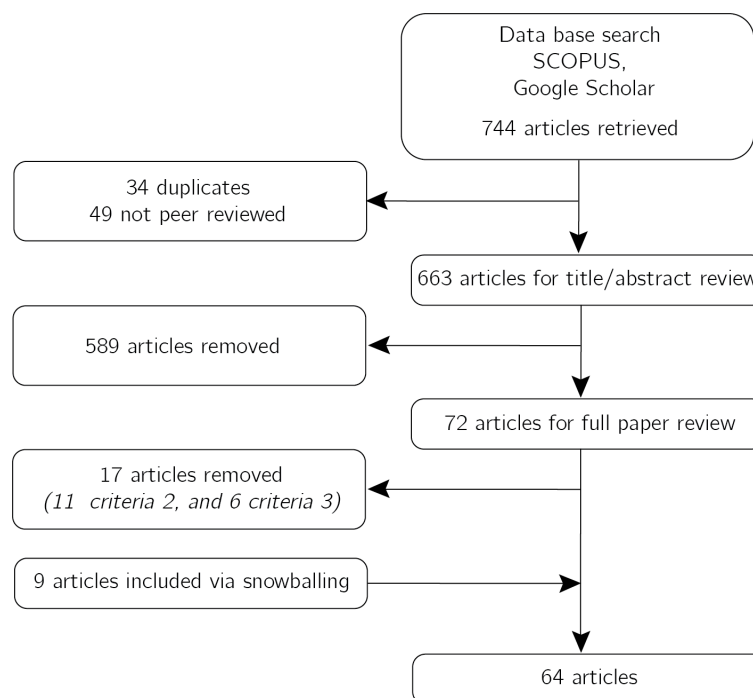 Data base search
SCOPUS,
Google Scholar
744 articles retrieved
34 duplicates
49 not peer reviewed
663 articles for title/abstract review
589 articles removed
72 articles for full paper review
17 articles removed
(11 criteria 2, and 6 criteria 3)
9 articles included via snowballing
64 articles